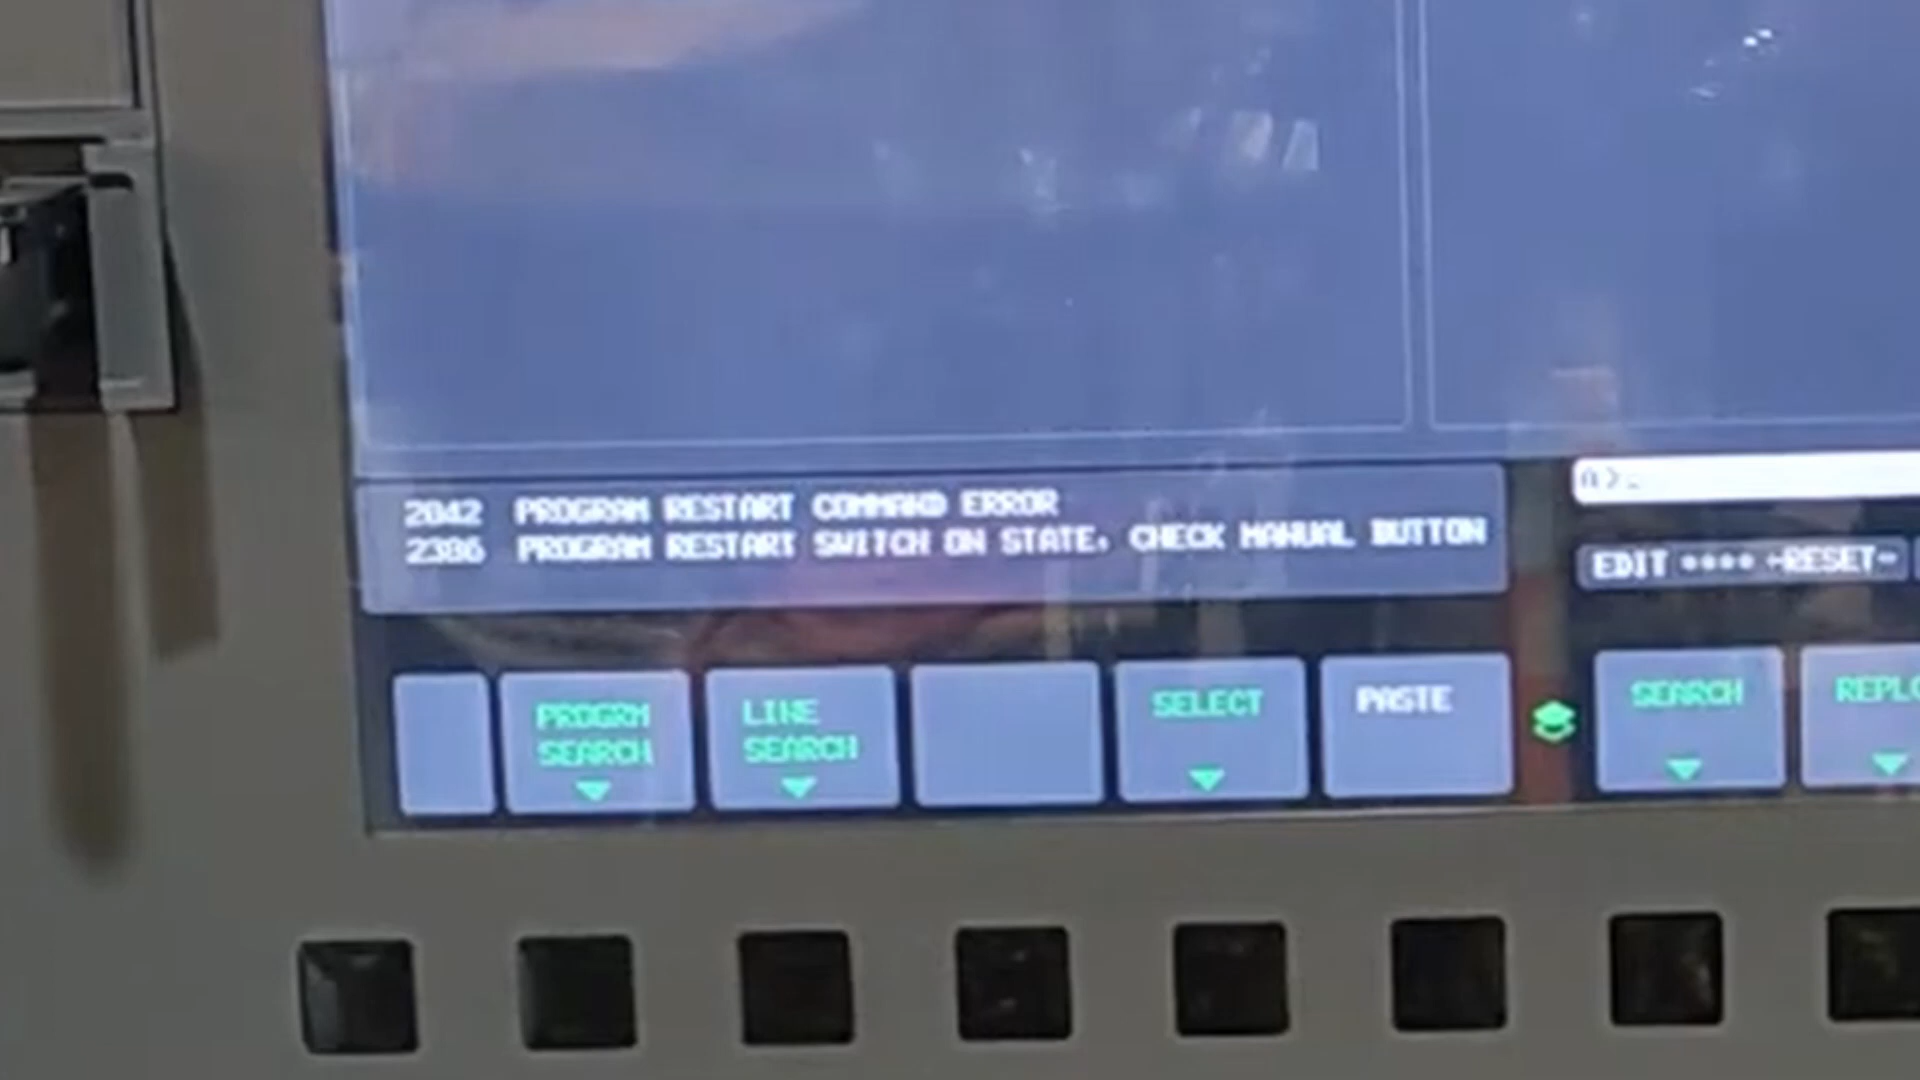 2042 PROGRAM RESTART COMMAND ERROR
2386 PROGRAM RESTART SWITCH ON STATE, CHECK MANUAL BUTTON
A>_
EDIT **** -RESET-
PROGRM
SEARCH
LINE
SEARCH
SELECT
PASTE
SEARCH